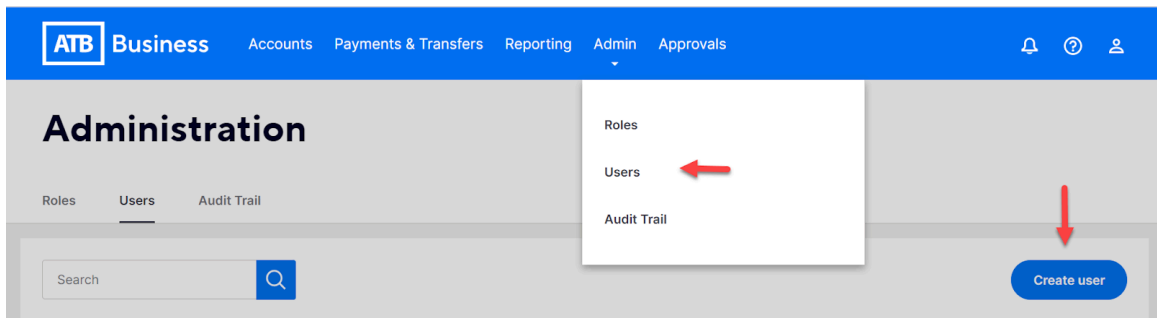 ATB Business Accounts Payments & Transfers Reporting Admin Approvals
Administration
Roles
Users
Audit Trail
Roles Users Audit Trail
Search
Create user